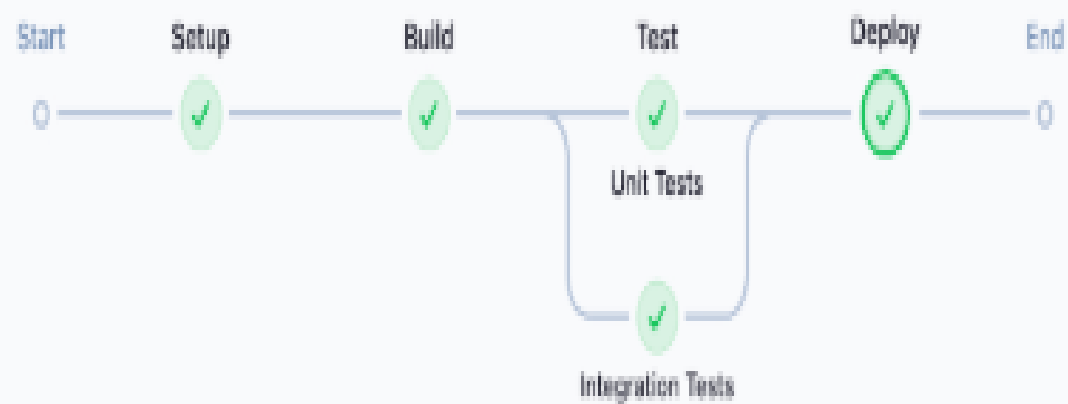 Start
Setup
Build
Test
Deploy
End
Unit Tests
Integration Tests